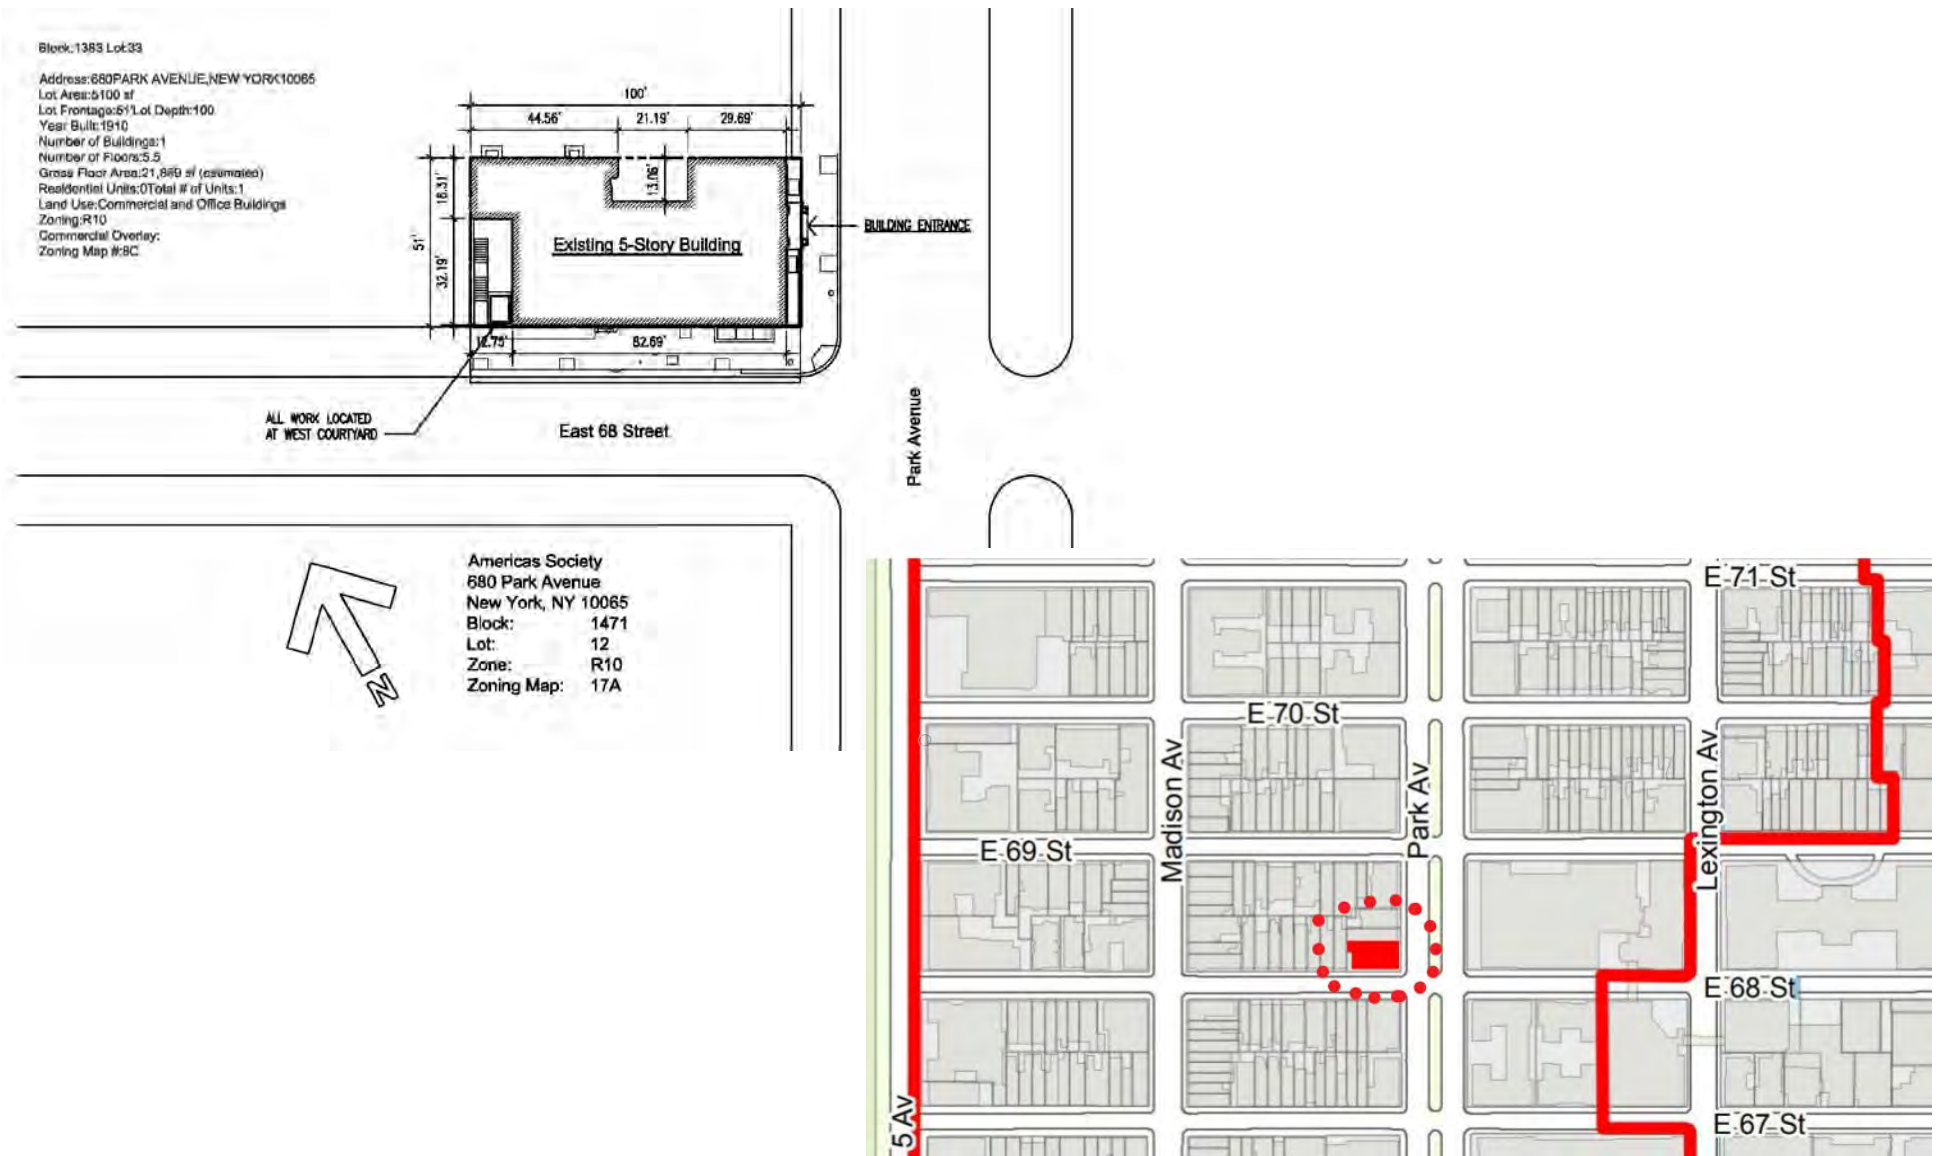 Block:1383 Lot:33
Address:680PARK AVENUE,NEW YORK10065
Lot Area:5100 sf
Lot Frontage:51'Lot Depth:100
Year Built:1910
Number of Buildings:1
Number of Floors:5.5
Gross Floor Area:21,869 sf (estimated)
Residential Units:0Total # of Units:1
Land Use:Commercial and Office Buildings
Zoning:R10
Commercial Overlay:
Zoning Map #:8C
100'
44.56'
21.19'
29.69'
18.31'
13.06'
51'
32.19'
Existing 5-Story Building
BUILDING ENTRANCE
12.75'
82.69'
ALL WORK LOCATED
AT WEST COURTYARD
East 68 Street
Park Avenue
N
Americas Society
680 Park Avenue
New York, NY 10065
Block: 1471
Lot: 12
Zone: R10
Zoning Map: 17A
E 71 St
E 70 St
Madison Av
Park Av
Lexington Av
E 69 St
E 68 St
5 Av
E 67 St